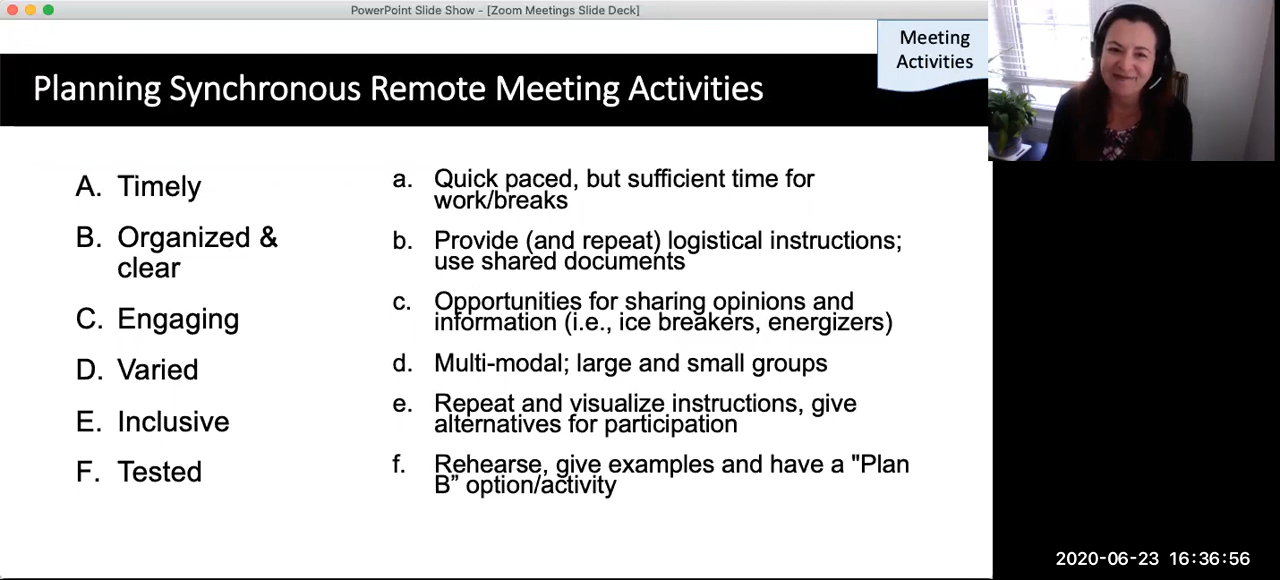 PowerPoint Slide Show - [Zoom Meetings Slide Deck]
Meeting
Activities
Planning Synchronous Remote Meeting Activities
A. Timely
B. Organized &
clear
C. Engaging
D. Varied
E. Inclusive
F. Tested
a. Quick paced, but sufficient time for
work/breaks
b. Provide (and repeat) logistical instructions;
use shared documents
c. Opportunities for sharing opinions and
information (i.e., ice breakers, energizers)
d. Multi-modal; large and small groups
e. Repeat and visualize instructions, give
alternatives for participation
f. Rehearse, give examples and have a "Plan
B” option/activity
2020-06-23 16:36:56